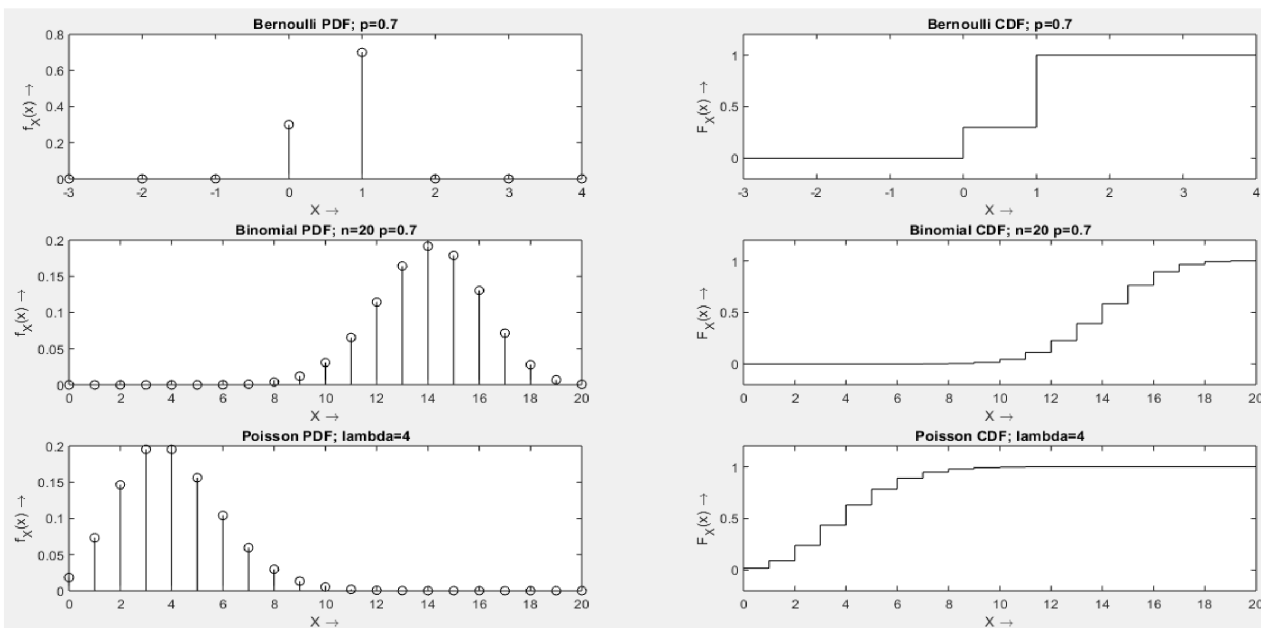 Bernoulli PDF; p=0.7
0.8
0.6
0.4
0.2
0
f_X(x) →
-3 -2 -1 0 1 2 3 4
X →
Bernoulli CDF; p=0.7
1
0.5
0
F_X(x) →
-3 -2 -1 0 1 2 3 4
X →
Binomial PDF; n=20 p=0.7
0.2
0.15
0.1
0.05
0
f_X(x) →
0 2 4 6 8 10 12 14 16 18 20
X →
Binomial CDF; n=20 p=0.7
1
0.5
0
F_X(x) →
0 2 4 6 8 10 12 14 16 18 20
X →
Poisson PDF; lambda=4
0.2
0.15
0.1
0.05
0
f_X(x) →
0 2 4 6 8 10 12 14 16 18 20
X →
Poisson CDF; lambda=4
1
0.5
0
F_X(x) →
0 2 4 6 8 10 12 14 16 18 20
X →